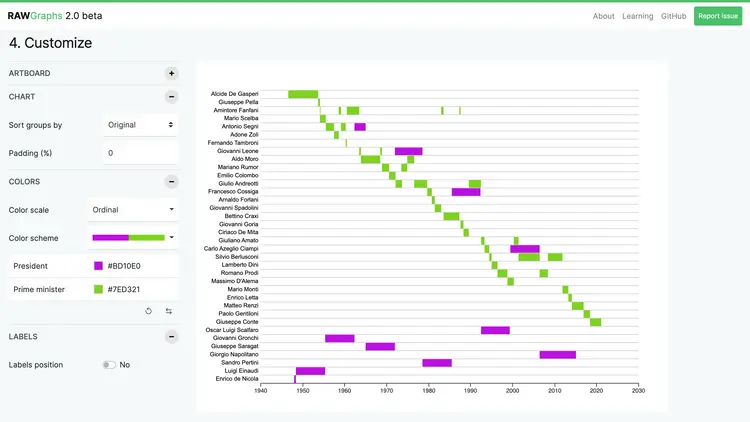 RAWGraphs 2.0 beta
About Learning GitHub Report Issue
4. Customize
ARTBOARD
CHART
Sort groups by Original
Padding (%) 0
COLORS
Color scale Ordinal
Color scheme
President #BD10E0
Prime minister #7ED321
LABELS
Labels position No
Alcide De Gasperi
Giuseppe Pella
Amintore Fanfani
Mario Scelba
Antonio Segni
Adone Zoli
Fernando Tambroni
Giovanni Leone
Aldo Moro
Mariano Rumor
Emilio Colombo
Giulio Andreotti
Francesco Cossiga
Arnaldo Forlani
Giovanni Spadolini
Bettino Craxi
Giovanni Goria
Ciriaco De Mita
Giuliano Amato
Carlo Azeglio Ciampi
Silvio Berlusconi
Lamberto Dini
Romano Prodi
Massimo D'Alema
Mario Monti
Enrico Letta
Matteo Renzi
Paolo Gentiloni
Giuseppe Conte
Oscar Luigi Scalfaro
Giovanni Gronchi
Giuseppe Saragat
Giorgio Napolitano
Sandro Pertini
Luigi Einaudi
Enrico de Nicola
1940 1950 1960 1970 1980 1990 2000 2010 2020 2030